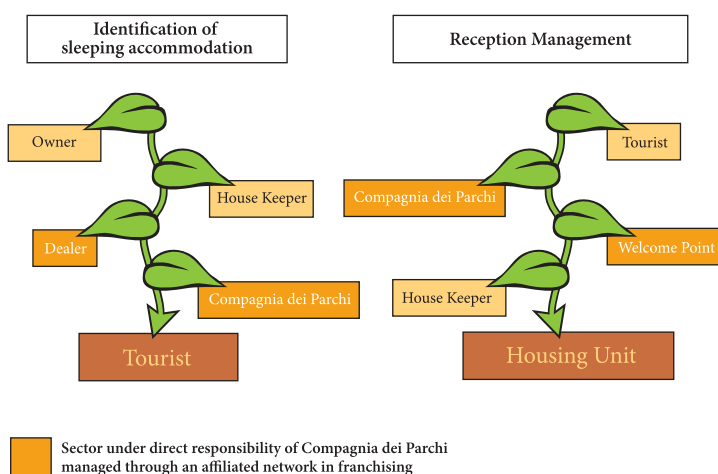 Identification of
sleeping accommodation
Owner
House Keeper
Dealer
Compagnia dei Parchi
Tourist
Reception Management
Tourist
Compagnia dei Parchi
Welcome Point
House Keeper
Housing Unit
Sector under direct responsibility of Compagnia dei Parchi
managed through an affiliated network in franchising